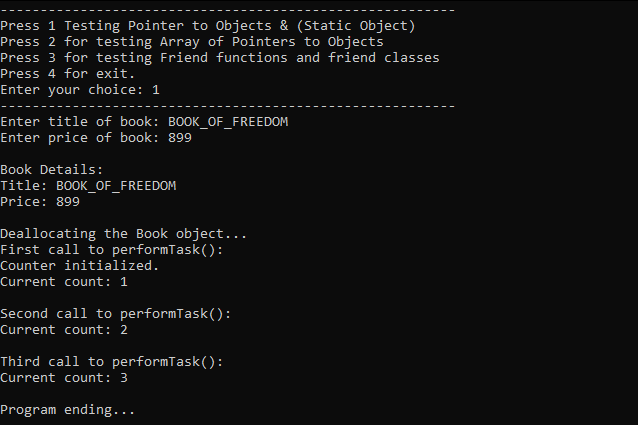 ---------------------------------------------------------
Press 1 Testing Pointer to Objects & (Static Object)
Press 2 for testing Array of Pointers to Objects
Press 3 for testing Friend functions and friend classes
Press 4 for exit.
Enter your choice: 1
---------------------------------------------------------
Enter title of book: BOOK_OF_FREEDOM
Enter price of book: 899
Book Details:
Title: BOOK_OF_FREEDOM
Price: 899
Deallocating the Book object...
First call to performTask():
Counter initialized.
Current count: 1
Second call to performTask():
Current count: 2
Third call to performTask():
Current count: 3
Program ending...